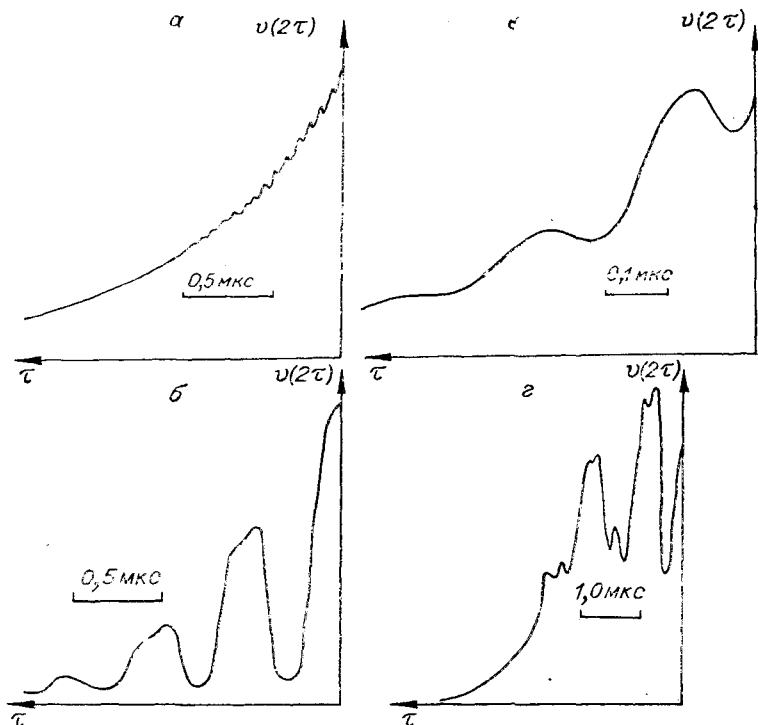 а
υ(2τ)
0,5 мкс
τ
υ(2τ)
0,1 мкс
τ
б
υ(2τ)
0,5 мкс
τ
г
υ(2τ)
1,0 мкс
τ